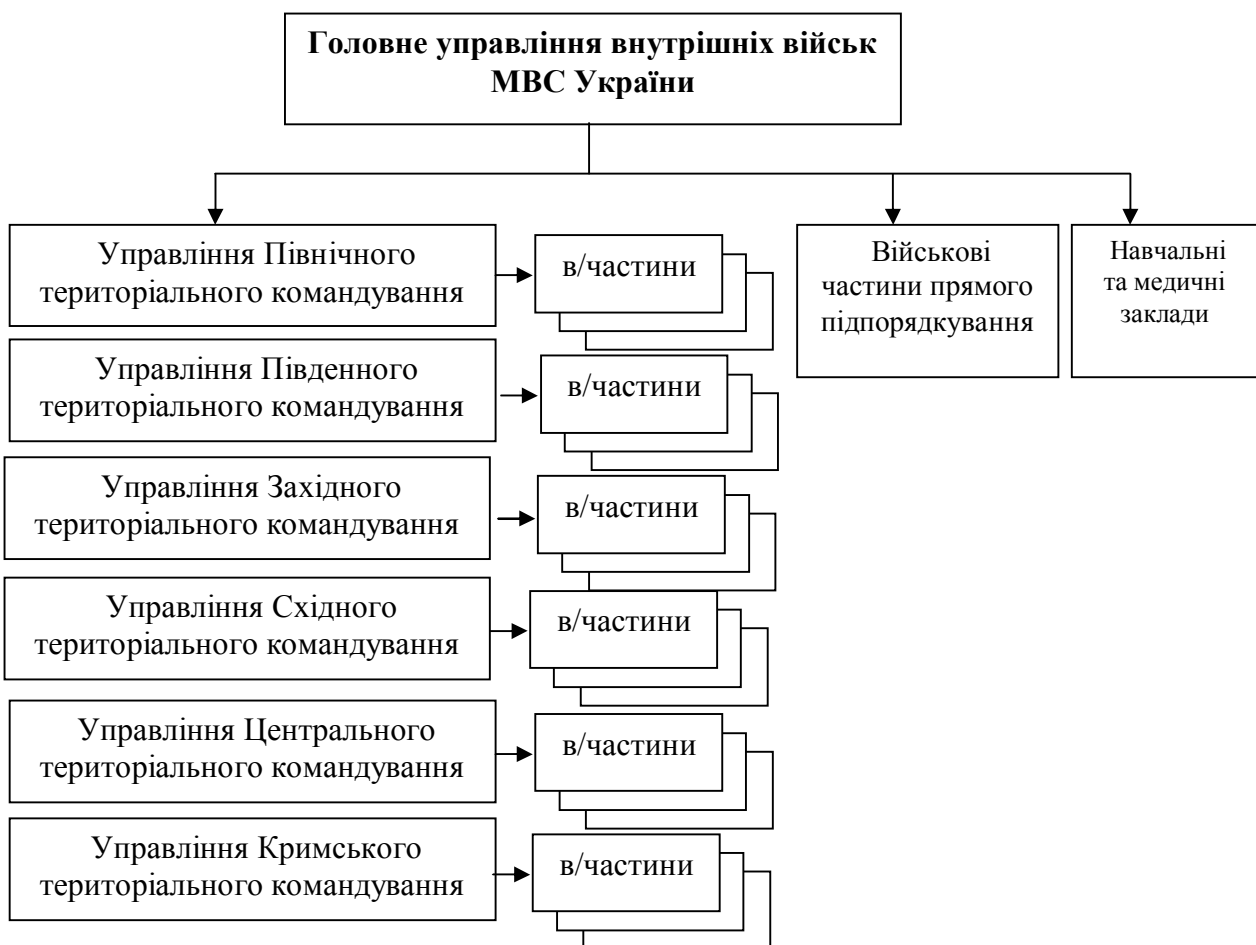 Головне управління внутрішніх військ
МВС України
Управління Північного
територіального командування
в/частини
Військові
частини прямого
підпорядкування
Навчальні
та медичні
заклади
Управління Південного
територіального командування
в/частини
Управління Західного
територіального командування
в/частини
Управління Східного
територіального командування
в/частини
Управління Центрального
територіального командування
в/частини
Управління Кримського
територіального командування
в/частини